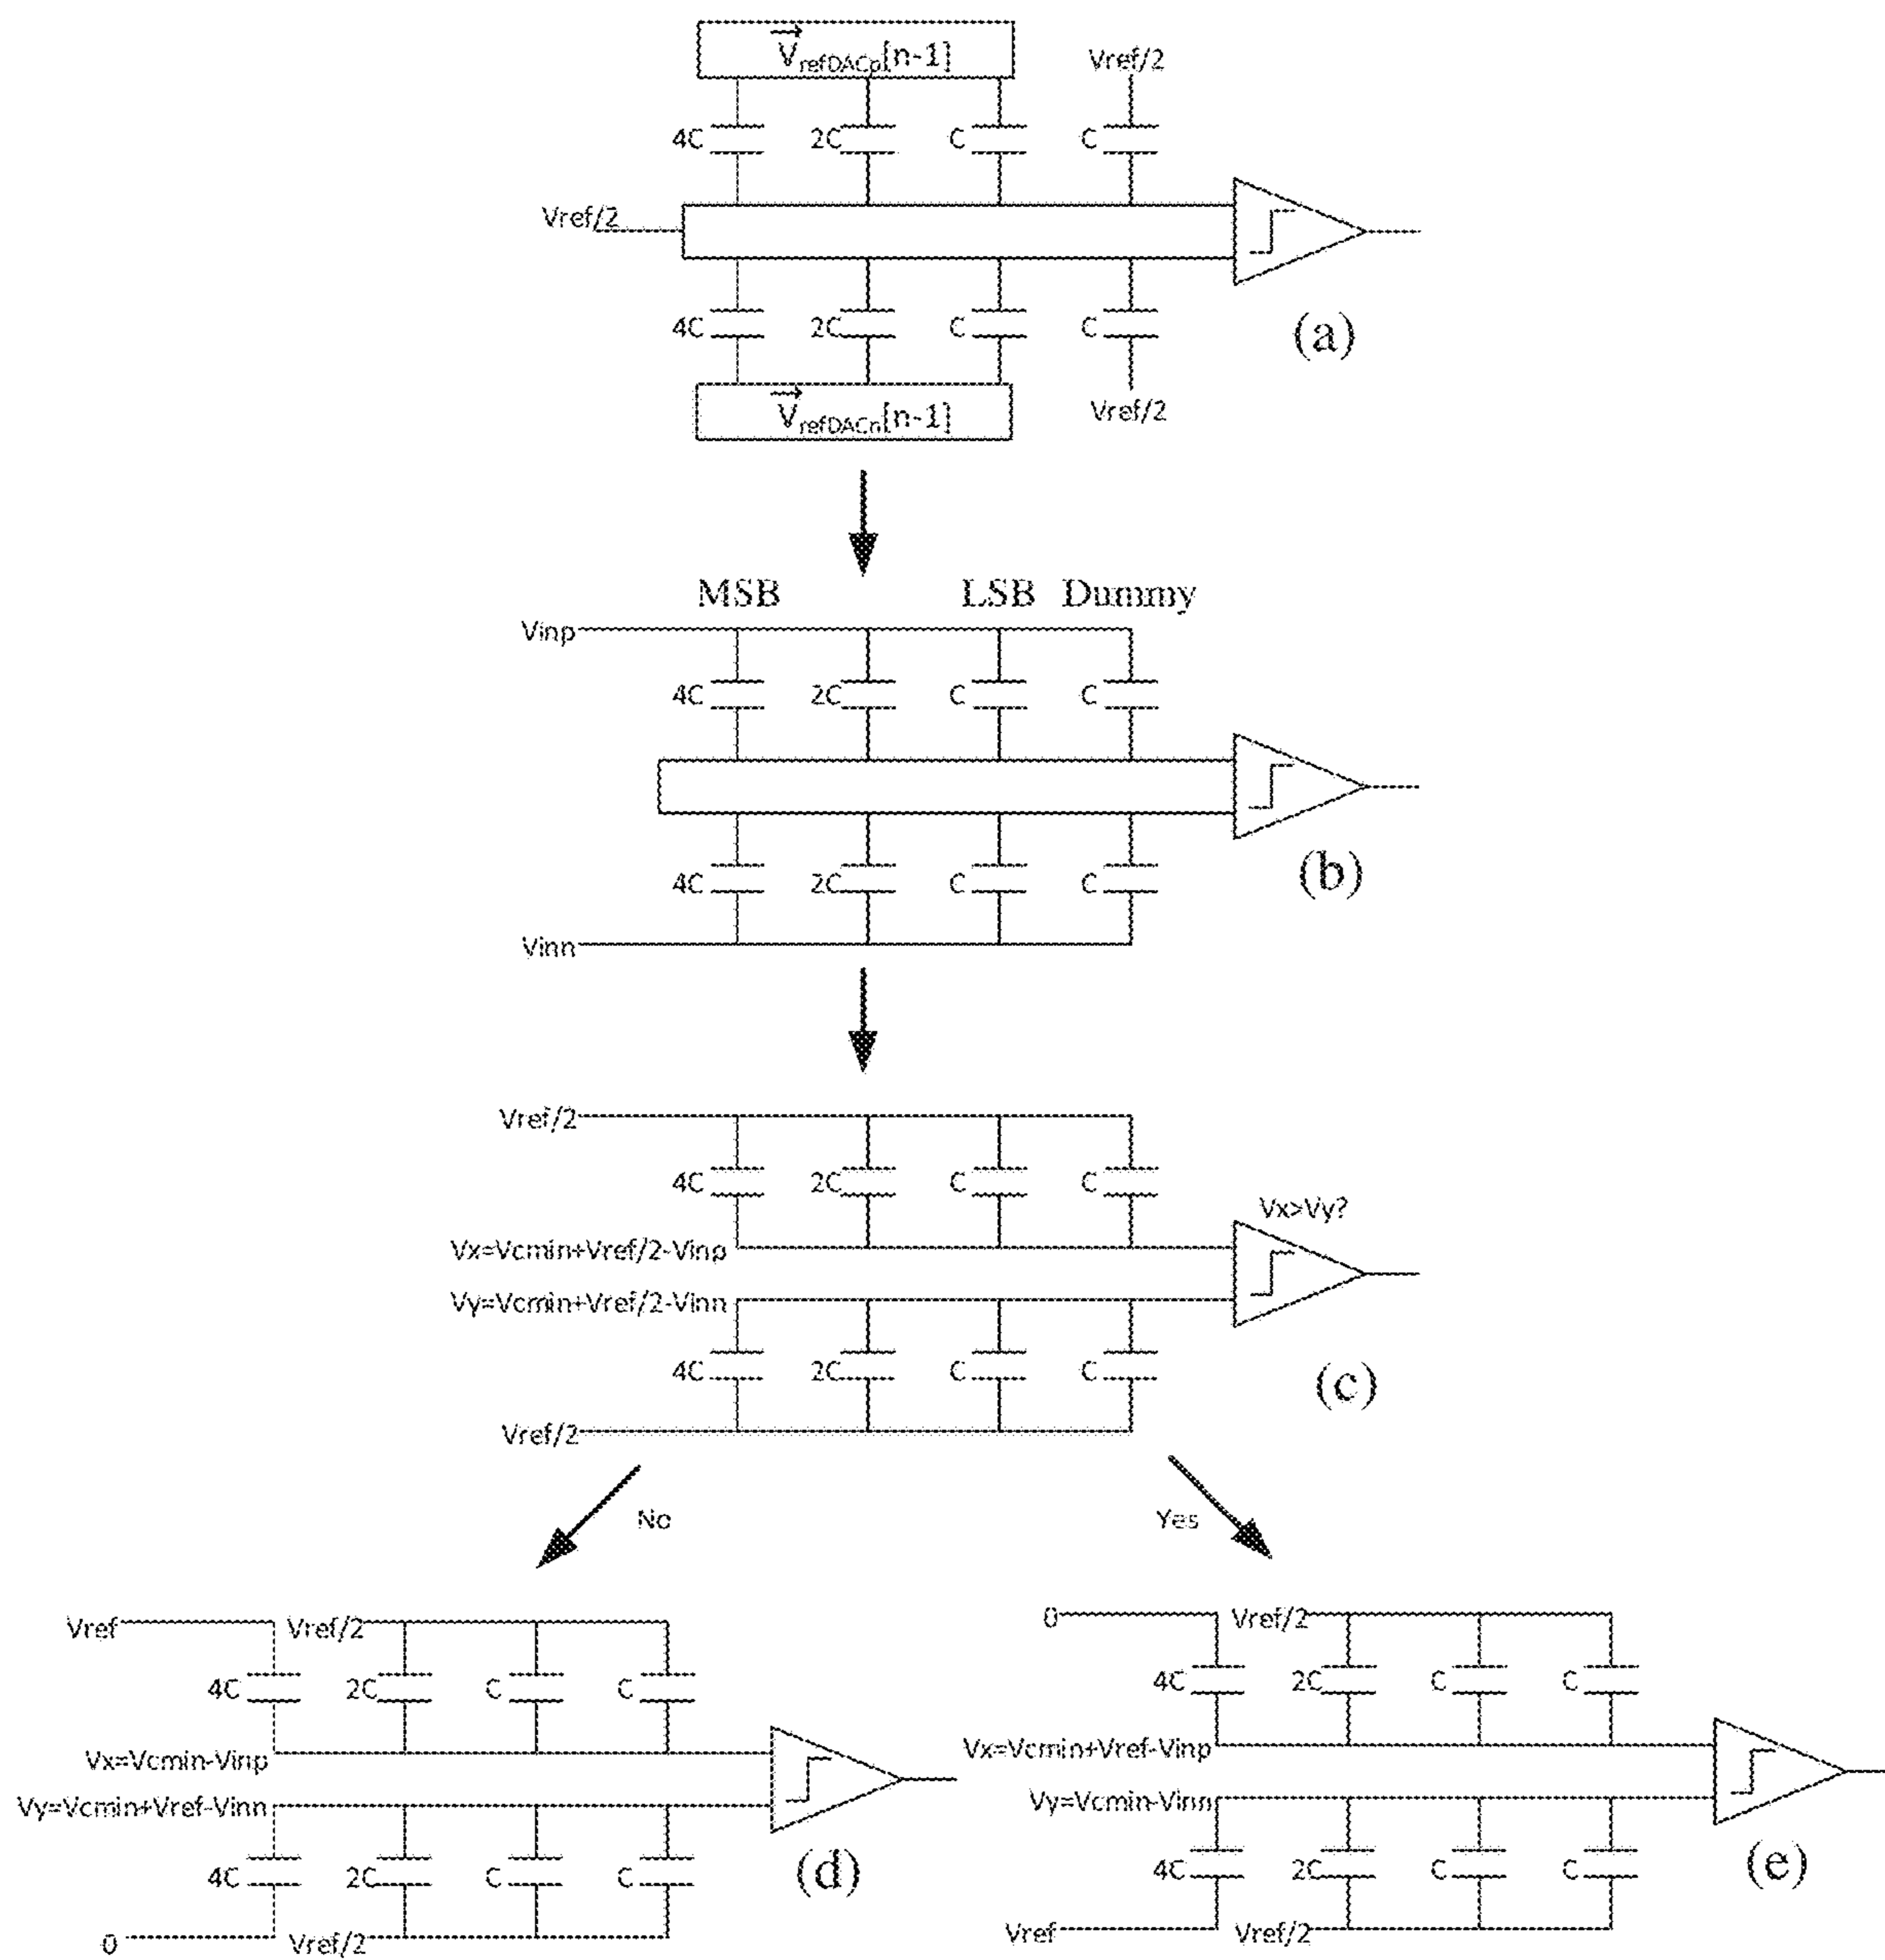 V⃗refDACp[n-1]
Vref/2
4C 2C C C
Vref/2
4C 2C C C
(a)
V⃗refDACn[n-1]
Vref/2
MSB LSB Dummy
Vinp
4C 2C C C
4C 2C C C
(b)
Vinn
Vref/2
4C 2C C C
Vx>Vy?
Vx=Vcmin+Vref/2-Vinp
Vy=Vcmin+Vref/2-Vinn
4C 2C C C
(c)
Vref/2
No
Yes
Vref Vref/2
4C 2C C C
Vx=Vcmin-Vinp
Vy=Vcmin+Vref-Vinn
4C 2C C C
(d)
0 Vref/2
0 Vref/2
4C 2C C C
Vx=Vcmin+Vref-Vinp
Vy=Vcmin-Vinn
4C 2C C C
(e)
Vref Vref/2